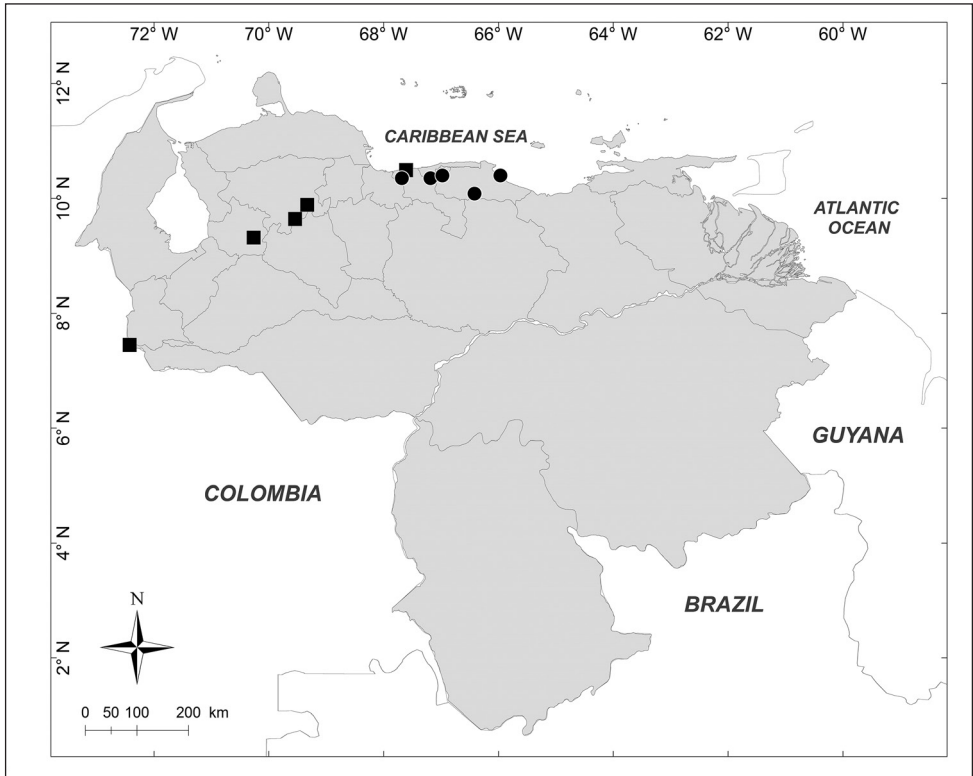 72° W 70° W 68° W 66° W 64° W 62° W 60° W
12° N
CARIBBEAN SEA
10° N
ATLANTIC
OCEAN
8° N
6° N
GUYANA
COLOMBIA
4° N
BRAZIL
N
2° N
0 50 100 200 km